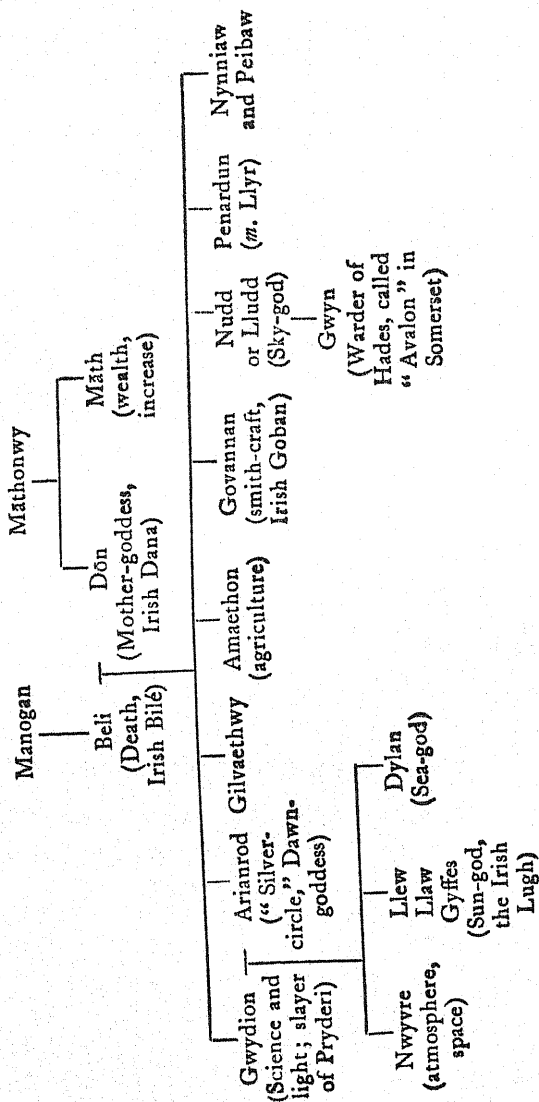 Manogan
Māthonwy
Beli
(Death,
Irish Bilé)
Dōn
(Mother-goddess,
Irish Dana)
Māth
(wealth,
increase)
Gwydion
(Science and
light; slayer
of Pryderi)
Arianrod
(“Silver-
circle,” Dawn-
goddess)
Gilvaethwy
Amaethon
(agriculture)
Govannan
(smith-craft,
Irish Goban)
Nudd
or Lludd
(Sky-god)
Penardun
(m. Llyr)
Nynniaw
and Peibaw
Gwyn
(Warder of
Hades, called
“Avalon” in
Somerset)
Nwyvre
(atmosphere,
space)
Llew
Llaw
Gyffes
(Sun-god,
the Irish
Lugh)
Dylan
(Sea-god)